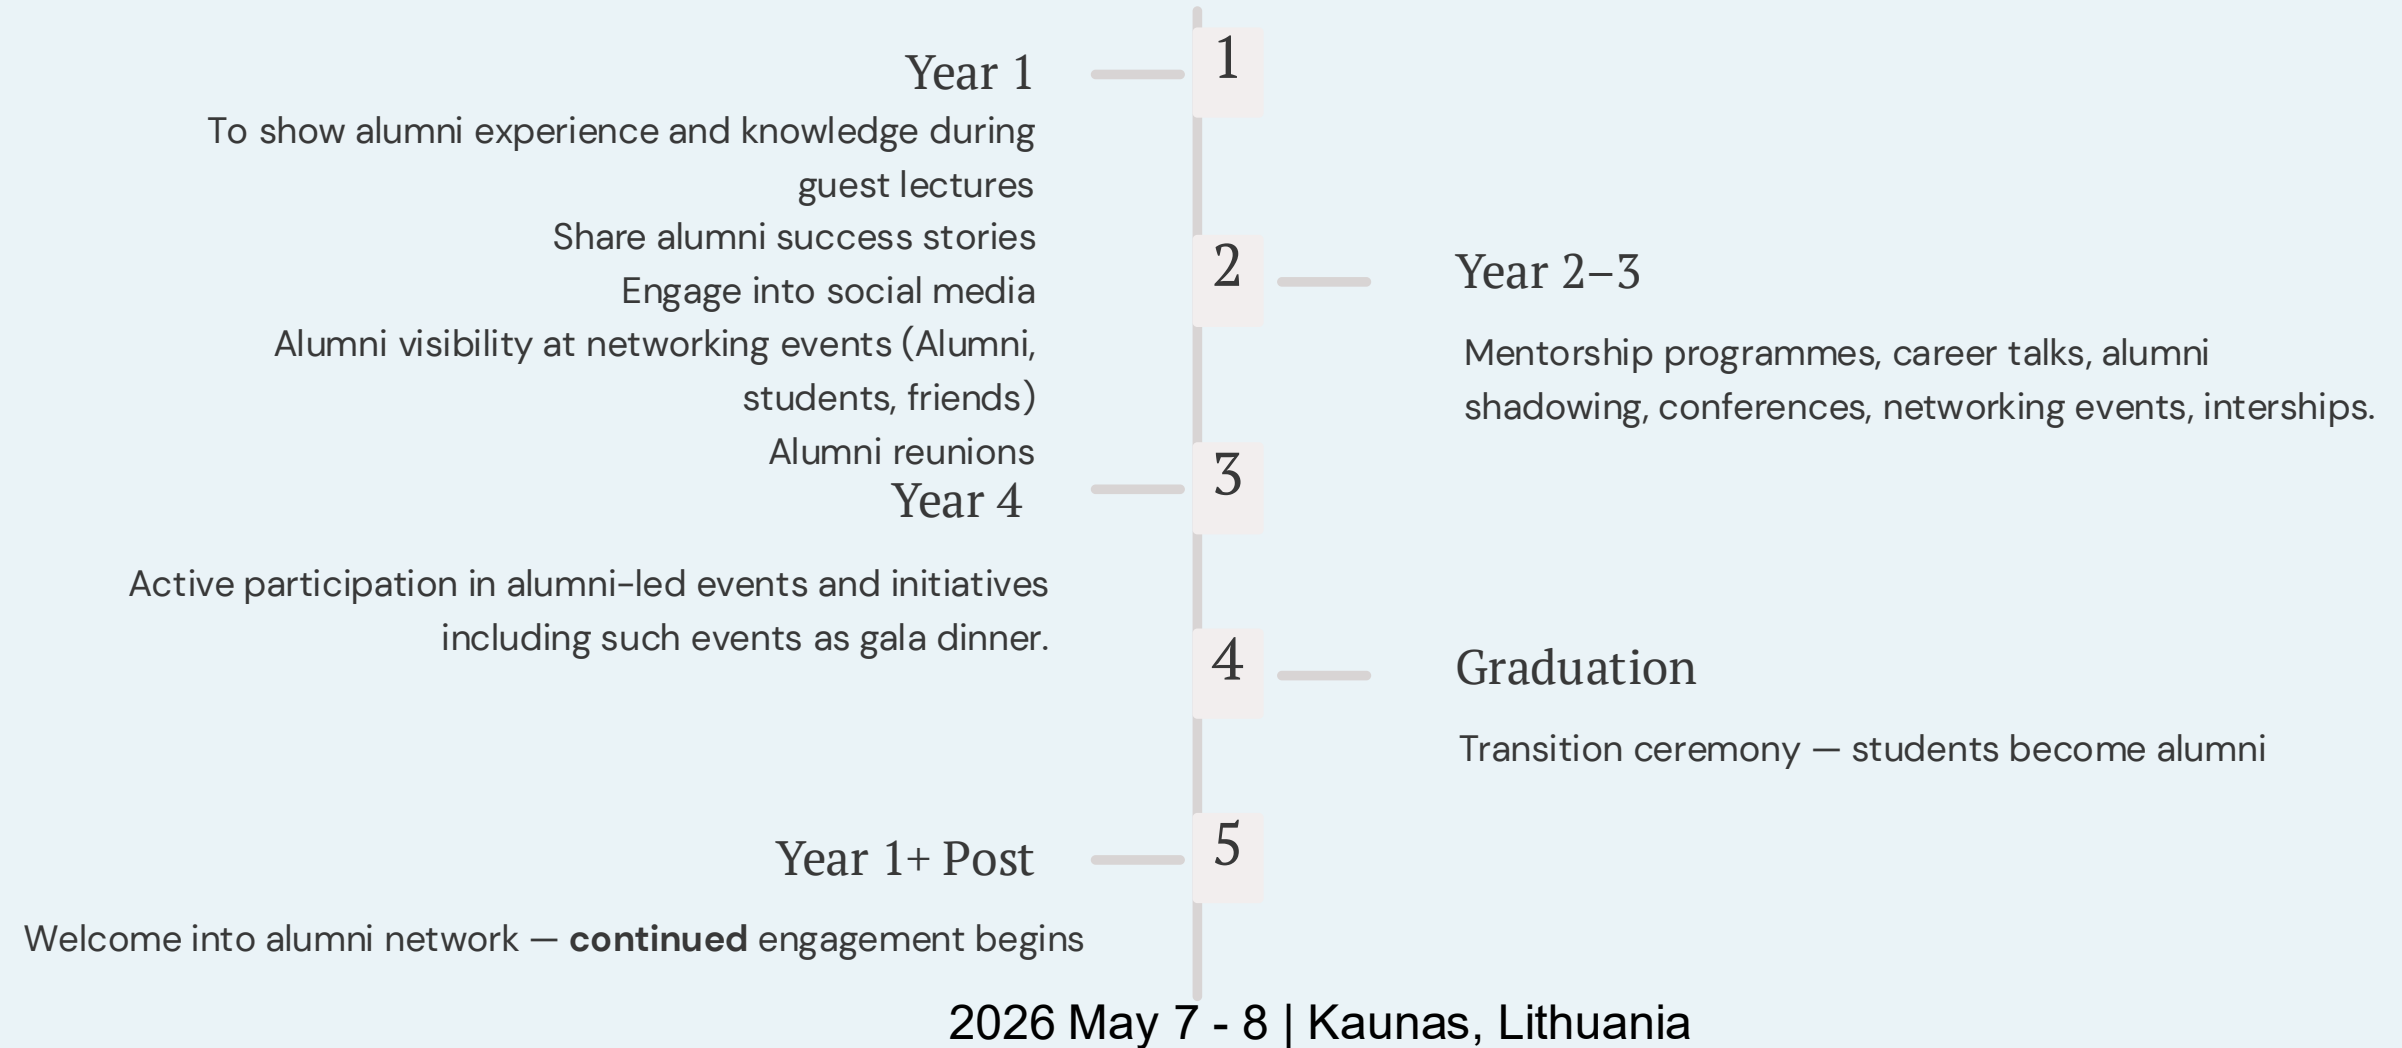 1
Year 1
To show alumni experience and knowledge during
guest lectures
Share alumni success stories
Engage into social media
Alumni visibility at networking events (Alumni,
students, friends)
Alumni reunions
2
Year 2–3
Mentorship programmes, career talks, alumni
shadowing, conferences, networking events, interships.
3
Year 4
Active participation in alumni-led events and initiatives
including such events as gala dinner.
4
Graduation
Transition ceremony — students become alumni
5
Year 1+ Post
Welcome into alumni network — continued engagement begins
2026 May 7 - 8 | Kaunas, Lithuania